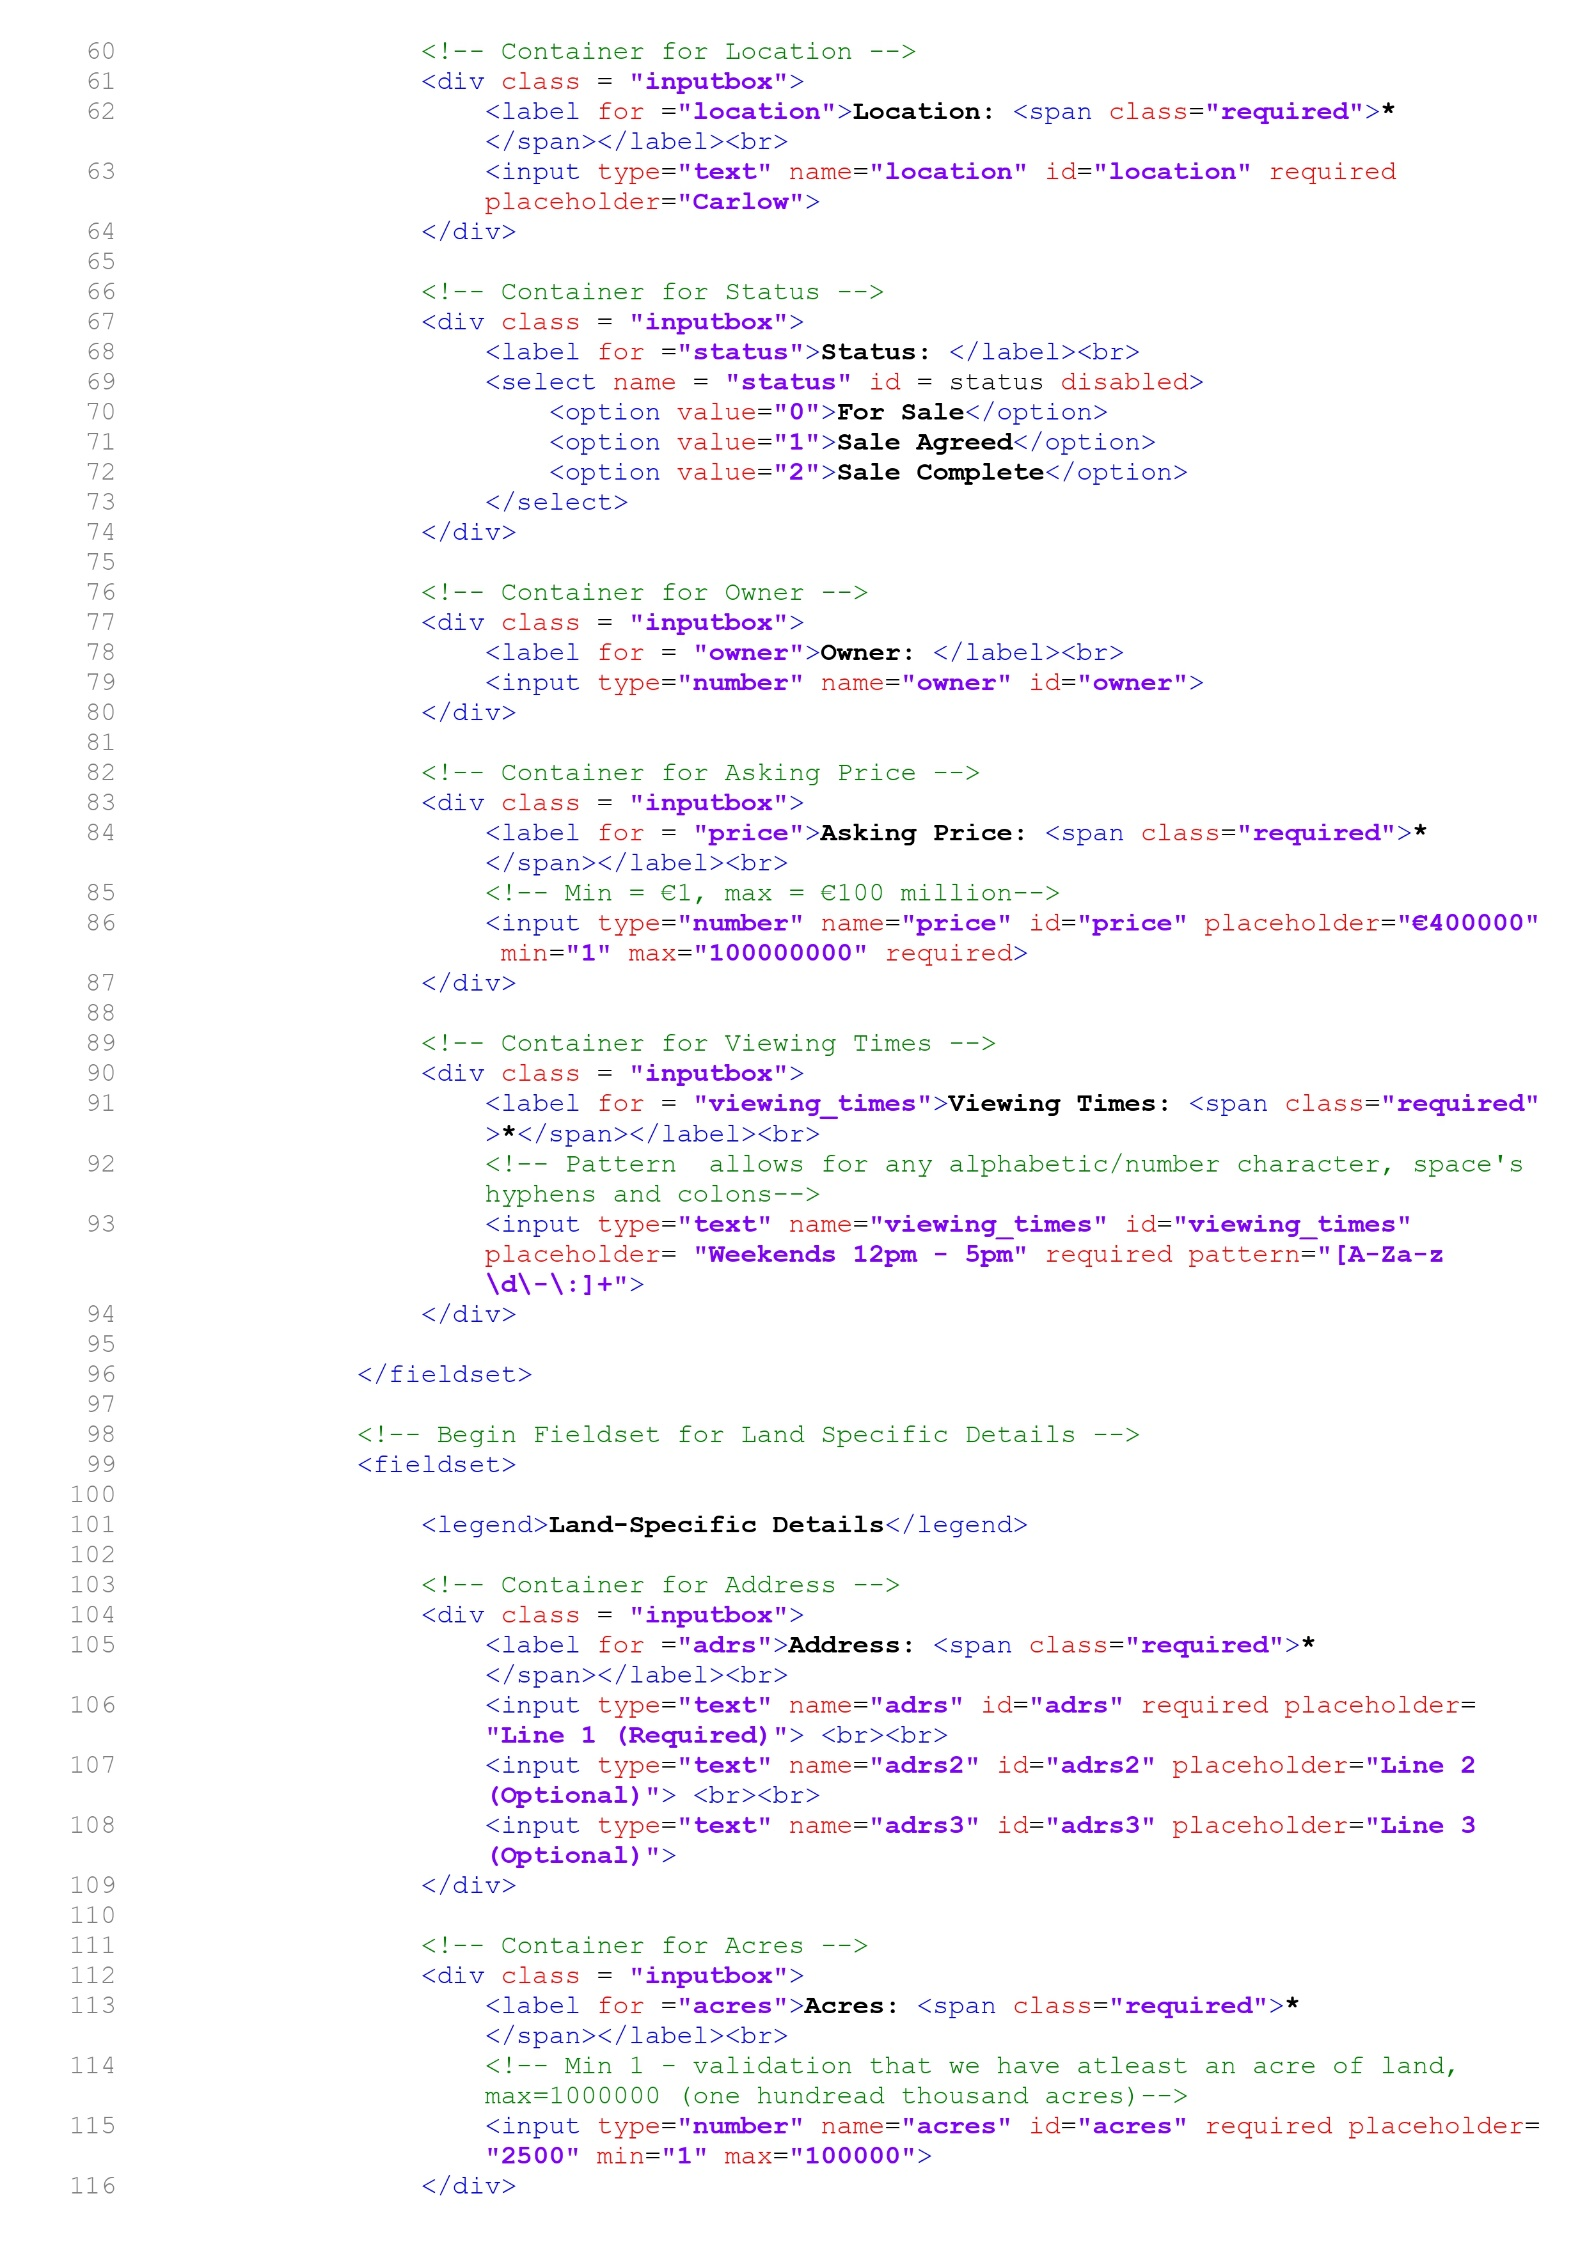 60 <!-- Container for Location -->
61 <div class = "inputbox">
62 <label for ="location">Location: <span class="required">*
</span></label><br>
63 <input type="text" name="location" id="location" required
placeholder="Carlow">
64 </div>
65
66 <!-- Container for Status -->
67 <div class = "inputbox">
68 <label for ="status">Status: </label><br>
69 <select name = "status" id = status disabled>
70 <option value="0">For Sale</option>
71 <option value="1">Sale Agreed</option>
72 <option value="2">Sale Complete</option>
73 </select>
74 </div>
75
76 <!-- Container for Owner -->
77 <div class = "inputbox">
78 <label for = "owner">Owner: </label><br>
79 <input type="number" name="owner" id="owner">
80 </div>
81
82 <!-- Container for Asking Price -->
83 <div class = "inputbox">
84 <label for = "price">Asking Price: <span class="required">*
</span></label><br>
85 <!-- Min = €1, max = €100 million-->
86 <input type="number" name="price" id="price" placeholder="€400000"
min="1" max="100000000" required>
87 </div>
88
89 <!-- Container for Viewing Times -->
90 <div class = "inputbox">
91 <label for = "viewing_times">Viewing Times: <span class="required"
>*</span></label><br>
92 <!-- Pattern  allows for any alphabetic/number character, space's
hyphens and colons-->
93 <input type="text" name="viewing_times" id="viewing_times"
placeholder= "Weekends 12pm - 5pm" required pattern="[A-Za-z
\d\-\:]+">
94 </div>
95
96 </fieldset>
97
98 <!-- Begin Fieldset for Land Specific Details -->
99 <fieldset>
100
101 <legend>Land-Specific Details</legend>
102
103 <!-- Container for Address -->
104 <div class = "inputbox">
105 <label for ="adrs">Address: <span class="required">*
</span></label><br>
106 <input type="text" name="adrs" id="adrs" required placeholder=
"Line 1 (Required)"> <br><br>
107 <input type="text" name="adrs2" id="adrs2" placeholder="Line 2
(Optional)"> <br><br>
108 <input type="text" name="adrs3" id="adrs3" placeholder="Line 3
(Optional)">
109 </div>
110
111 <!-- Container for Acres -->
112 <div class = "inputbox">
113 <label for ="acres">Acres: <span class="required">*
</span></label><br>
114 <!-- Min 1 - validation that we have atleast an acre of land,
max=1000000 (one hundread thousand acres)-->
115 <input type="number" name="acres" id="acres" required placeholder=
"2500" min="1" max="100000">
116 </div>